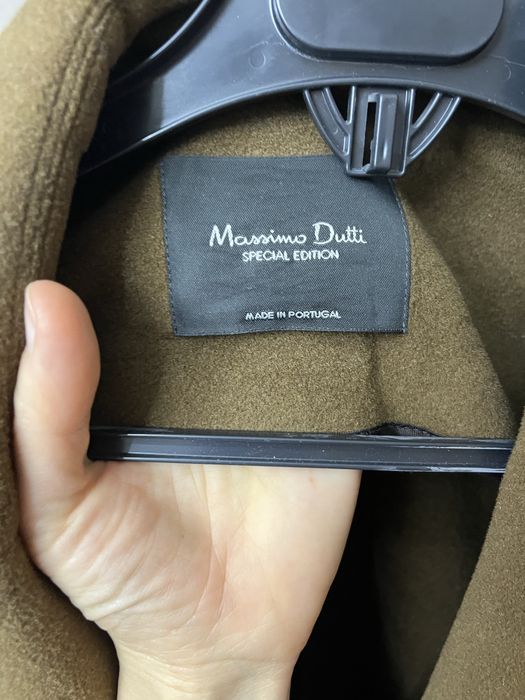 Massimo Dutti
SPECIAL EDITION
MADE IN PORTUGAL